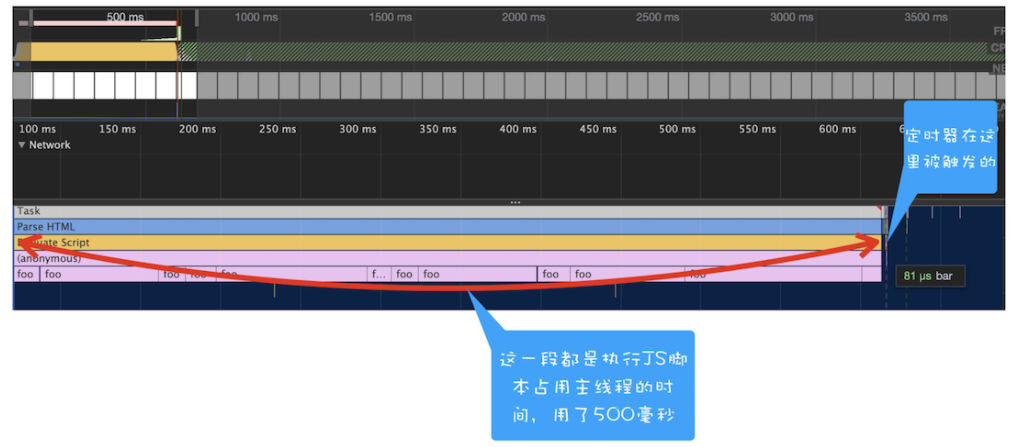 500 ms 1000 ms 1500 ms 2000 ms 2500 ms 3000 ms 3500 ms
FP
CP
NE
100 ms 150 ms 200 ms 250 ms 300 ms 350 ms 400 ms 450 ms 500 ms 550 ms 600 ms
定时器在这
里被触发的
Network
Task
Parse HTML
Script
(anonymous)
foo foo foo foo foo f... foo foo foo foo foo
81 μs bar
这一段都是执行JS脚
本占用主线程的时
间，用了500毫秒